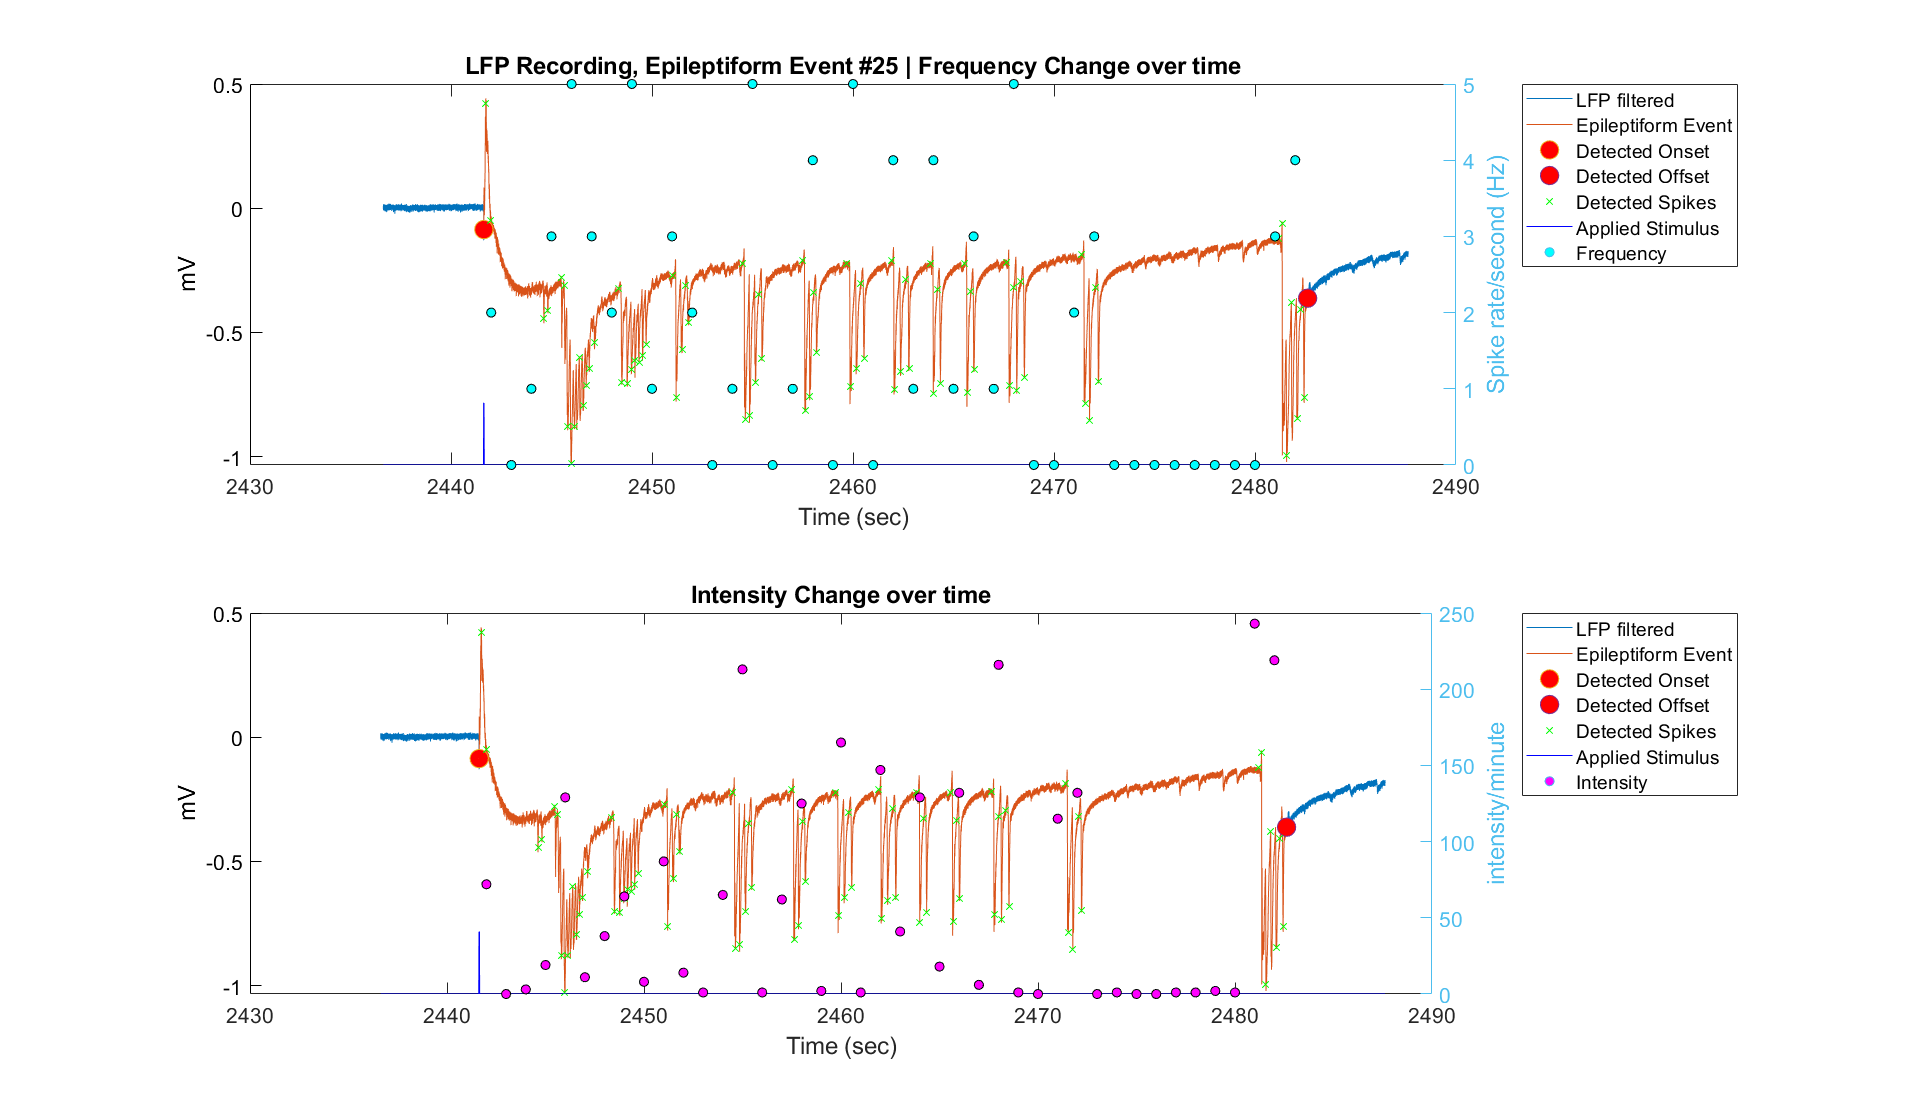 LFP Recording, Epileptiform Event #25 | Frequency Change over time
0.5
0
-0.5
-1
mV
5
4
3
2
1
0
Spike rate/second (Hz)
2430 2440 2450 2460 2470 2480 2490
Time (sec)
LFP filtered
Epileptiform Event
Detected Onset
Detected Offset
Detected Spikes
Applied Stimulus
Frequency
Intensity Change over time
0.5
0
-0.5
-1
mV
250
200
150
100
50
0
intensity/minute
2430 2440 2450 2460 2470 2480 2490
Time (sec)
LFP filtered
Epileptiform Event
Detected Onset
Detected Offset
Detected Spikes
Applied Stimulus
Intensity